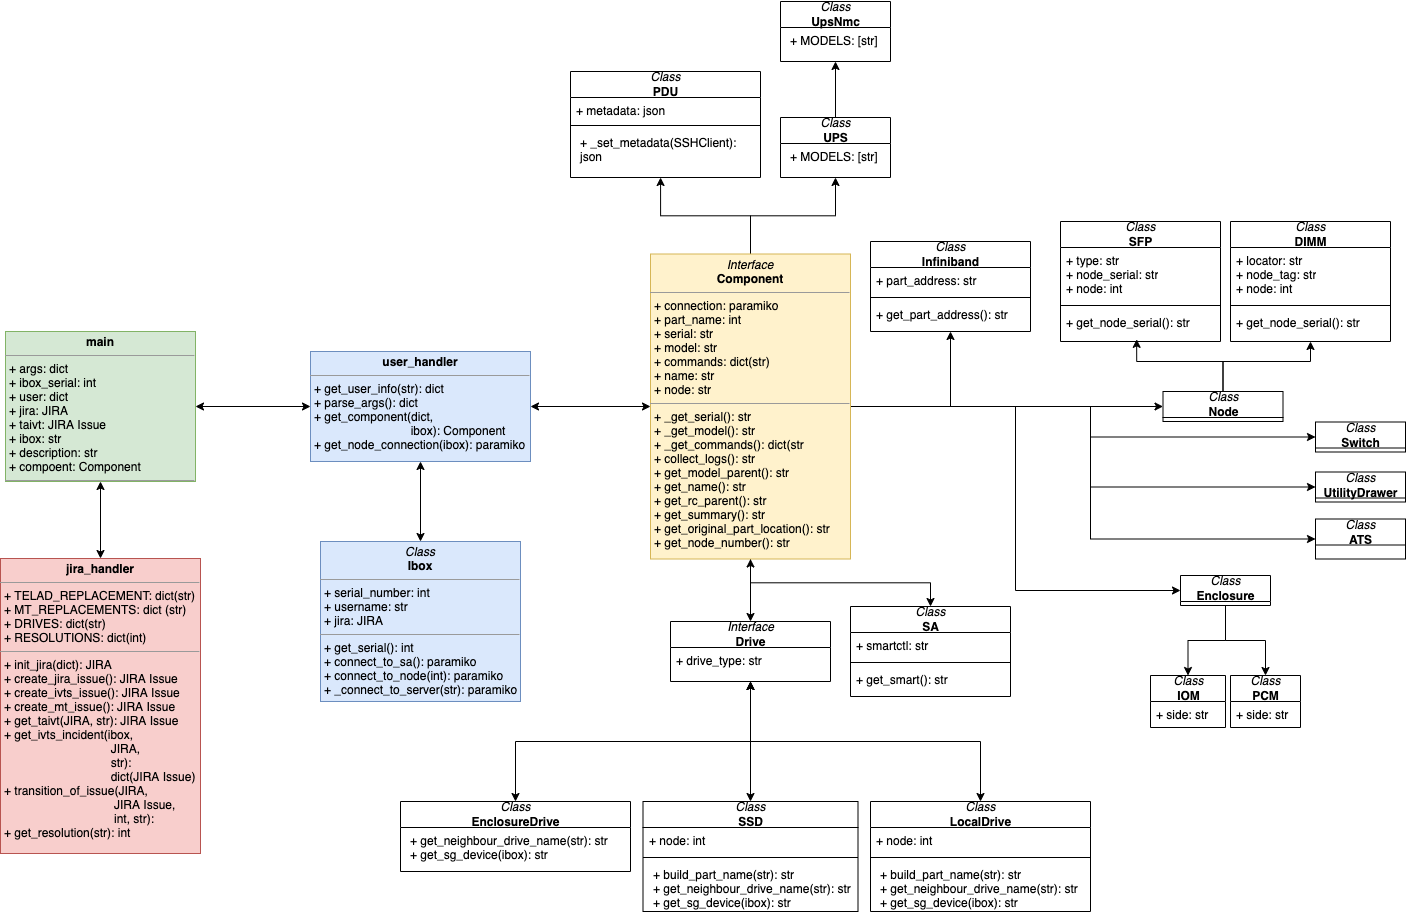 Class
UpsNmc
+ MODELS: [str]
Class
PDU
+ metadata: json
+ _set_metadata(SSHClient):
json
Class
UPS
+ MODELS: [str]
Class
SFP
+ type: str
+ node_serial: str
+ node: int
+ get_node_serial(): str
Class
DIMM
+ locator: str
+ node_tag: str
+ node: int
+ get_node_serial(): str
Class
Infiniband
+ part_address: str
+ get_part_address(): str
Interface
Component
+ connection: paramiko
+ part_name: int
+ serial: str
+ model: str
+ commands: dict(str)
+ name: str
+ node: str
+ _get_serial(): str
+ _get_model(): str
+ _get_commands(): dict(str
+ collect_logs(): str
+ get_model_parent(): str
+ get_name(): str
+ get_rc_parent(): str
+ get_summary(): str
+ get_original_part_location(): str
+ get_node_number(): str
main
+ args: dict
+ ibox_serial: int
+ user: dict
+ jira: JIRA
+ taivt: JIRA Issue
+ ibox: str
+ description: str
+ compoent: Component
user_handler
+ get_user_info(str): dict
+ parse_args(): dict
+ get_component(dict,
ibox): Component
+ get_node_connection(ibox): paramiko
Class
Node
Class
Switch
Class
UtilityDrawer
Class
ATS
Class
Ibox
+ serial_number: int
+ username: str
+ jira: JIRA
+ get_serial(): int
+ connect_to_sa(): paramiko
+ connect_to_node(int): paramiko
+ _connect_to_server(str): paramiko
jira_handler
+ TELAD_REPLACEMENT: dict(str)
+ MT_REPLACEMENTS: dict (str)
+ DRIVES: dict(str)
+ RESOLUTIONS: dict(int)
+ init_jira(dict): JIRA
+ create_jira_issue(): JIRA Issue
+ create_ivts_issue(): JIRA Issue
+ create_mt_issue(): JIRA Issue
+ get_taivt(JIRA, str): JIRA Issue
+ get_ivts_incident(ibox,
JIRA,
str):
dict(JIRA Issue)
+ transition_of_issue(JIRA,
JIRA Issue,
int, str):
+ get_resolution(str): int
Class
Enclosure
Interface
Drive
+ drive_type: str
Class
SA
+ smartctl: str
+ get_smart(): str
Class
IOM
+ side: str
Class
PCM
+ side: str
Class
EnclosureDrive
+ get_neighbour_drive_name(str): str
+ get_sg_device(ibox): str
Class
SSD
+ node: int
+ build_part_name(str): str
+ get_neighbour_drive_name(str): str
+ get_sg_device(ibox): str
Class
LocalDrive
+ node: int
+ build_part_name(str): str
+ get_neighbour_drive_name(str): str
+ get_sg_device(ibox): str